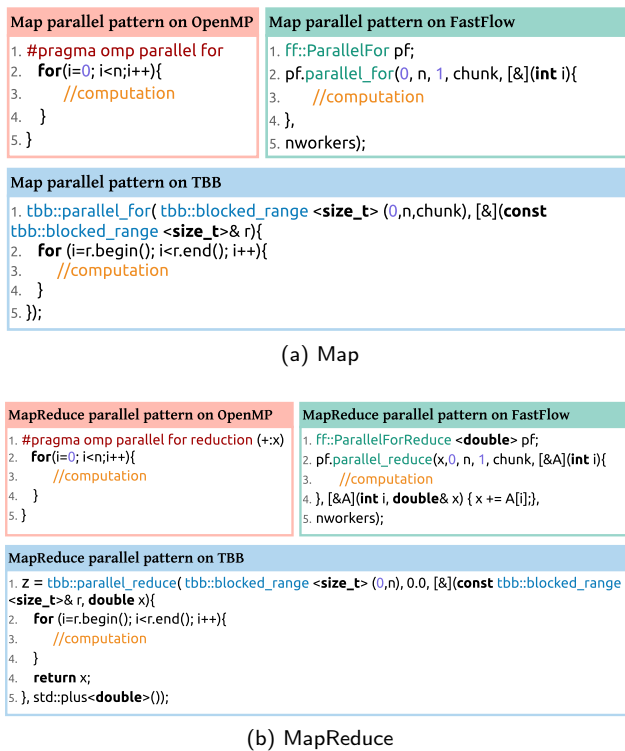 Map parallel pattern on OpenMP
1. #pragma omp parallel for
2. for(i=0; i<n;i++){
3. //computation
4. }
5. }
Map parallel pattern on FastFlow
1. ff::ParallelFor pf;
2. pf.parallel_for(0, n, 1, chunk, [&](int i){
3. //computation
4. },
5. nworkers);
Map parallel pattern on TBB
1. tbb::parallel_for( tbb::blocked_range <size_t> (0,n,chunk), [&](const
tbb::blocked_range <size_t>& r){
2. for (i=r.begin(); i<r.end(); i++){
3. //computation
4. }
5. });
(a) Map
MapReduce parallel pattern on OpenMP
1. #pragma omp parallel for reduction (+:x)
2. for(i=0; i<n;i++){
3. //computation
4. }
5. }
MapReduce parallel pattern on FastFlow
1. ff::ParallelForReduce <double> pf;
2. pf.parallel_reduce(x,0, n, 1, chunk, [&A](int i){
3. //computation
4. }, [&A](int i, double& x) { x += A[i];},
5. nworkers);
MapReduce parallel pattern on TBB
1. z = tbb::parallel_reduce( tbb::blocked_range <size_t> (0,n), 0.0, [&](const tbb::blocked_range
<size_t>& r, double x){
2. for (i=r.begin(); i<r.end(); i++){
3. //computation
4. }
4. return x;
5. }, std::plus<double>());
(b) MapReduce